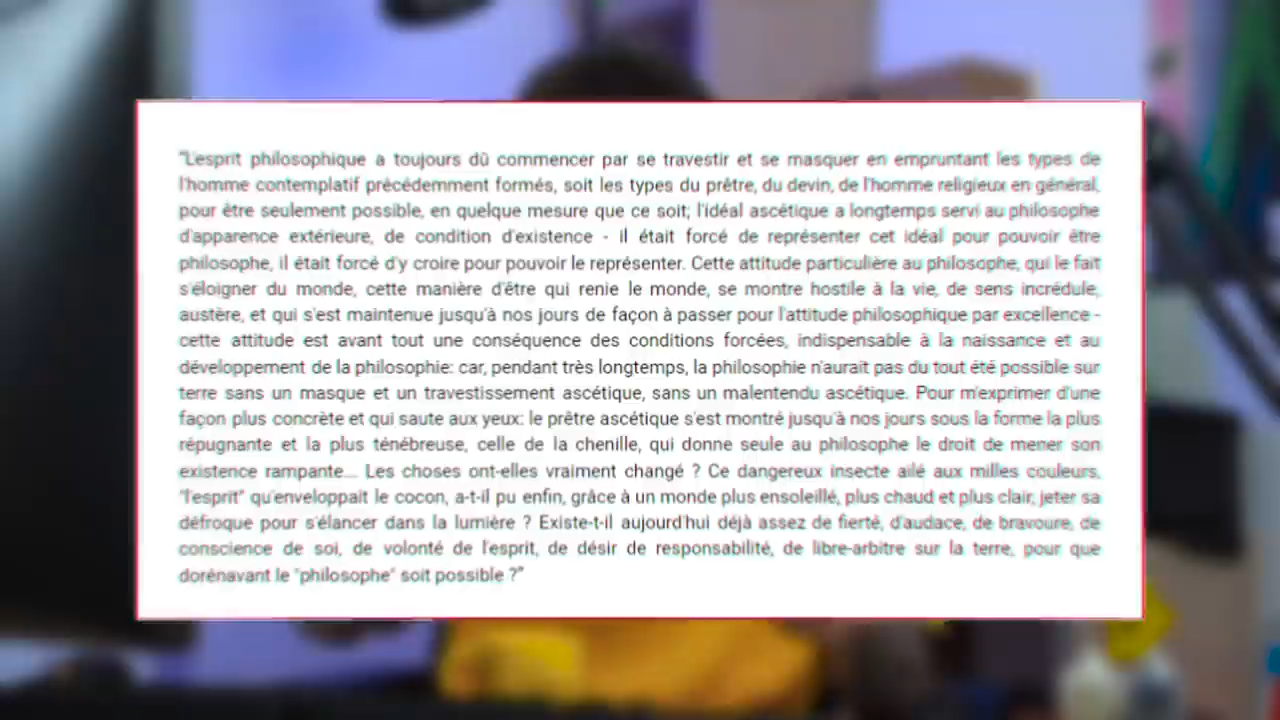 "L'esprit philosophique a toujours dû commencer par se travestir et se masquer en empruntant les types de
l'homme contemplatif précédemment formés, soit les types du prêtre, du devin, de l'homme religieux en général,
pour être seulement possible, en quelque mesure que ce soit; l'idéal ascétique a longtemps servi au philosophe
d'apparence extérieure, de condition d'existence - il était forcé de représenter cet idéal pour pouvoir être
philosophe, il était forcé d'y croire pour pouvoir le représenter. Cette attitude particulière au philosophe, qui le fait
s'éloigner du monde, cette manière d'être qui renie le monde, se montre hostile à la vie, de sens incrédule,
austère, et qui s'est maintenue jusqu'à nos jours de façon à passer pour l'attitude philosophique par excellence -
cette attitude est avant tout une conséquence des conditions forcées, indispensable à la naissance et au
développement de la philosophie: car, pendant très longtemps, la philosophie n'aurait pas du tout été possible sur
terre sans un masque et un travestissement ascétique, sans un malentendu ascétique. Pour m'exprimer d'une
façon plus concrète et qui saute aux yeux: le prêtre ascétique s'est montré jusqu'à nos jours sous la forme la plus
répugnante et la plus ténébreuse, celle de la chenille, qui donne seule au philosophe le droit de mener son
existence rampante... Les choses ont-elles vraiment changé ? Ce dangereux insecte ailé aux milles couleurs,
"l'esprit" qu'enveloppait le cocon, a-t-il pu enfin, grâce à un monde plus ensoleillé, plus chaud et plus clair, jeter sa
défroque pour s'élancer dans la lumière ? Existe-t-il aujourd'hui déjà assez de fierté, d'audace, de bravoure, de
conscience de soi, de volonté de l'esprit, de désir de responsabilité, de libre-arbitre sur la terre, pour que
dorénavant le "philosophe" soit possible ?"